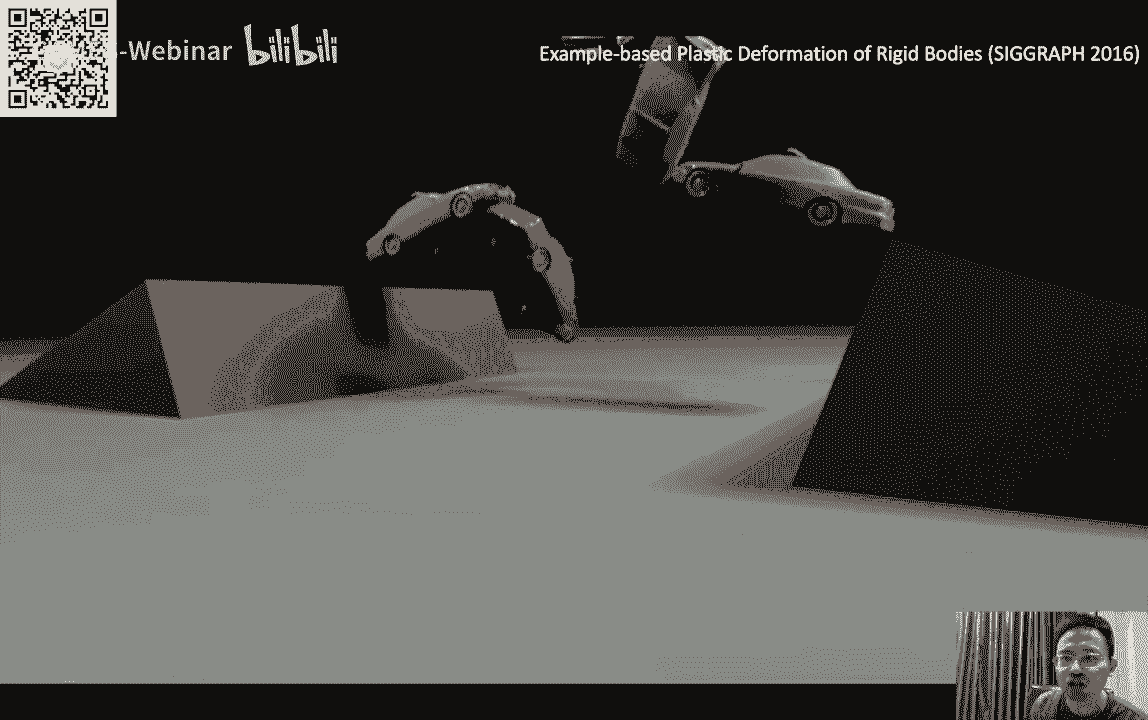 -Webinar bilibili
Example-based Plastic Deformation of Rigid Bodies (SIGGRAPH 2016)